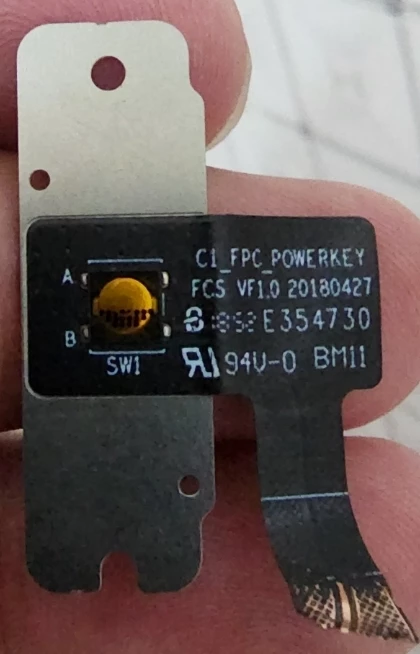 C1_FPC_POWERKEY
FCS VF1.0 20180427
E354730
94V-0 BM11
A
B
SW1